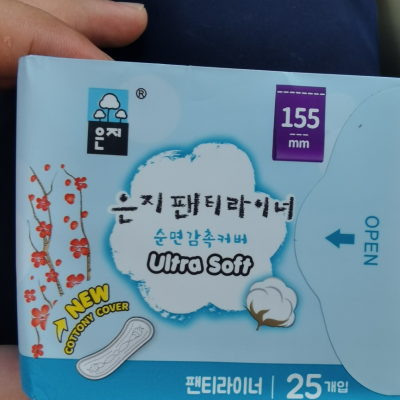 ®
은지
155
mm
은지 팬티라이너
순면감촉커버
Ultra Soft
OPEN
NEW
COTTONY COVER
팬티라이너 | 25개입